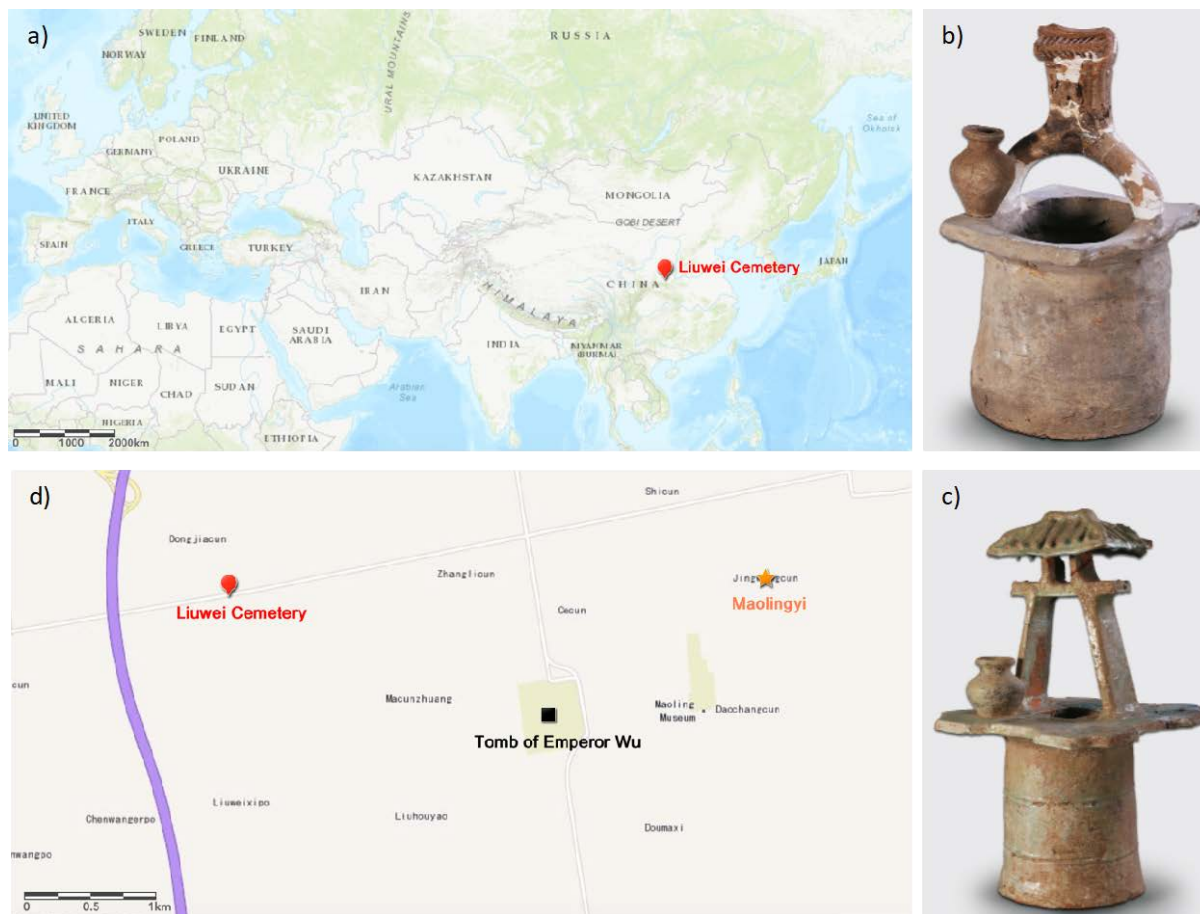 a)
SWEDEN
FINLAND
NORWAY
RUSSIA
URAL MOUNTAINS
Sea of
Okhotsk
UNITED
KINGDOM
POLAND
GERMANY
UKRAINE
KAZAKHSTAN
MONGOLIA
FRANCE
GOBI DESERT
ITALY
SPAIN
GREECE
TURKEY
Liuwei Cemetery
JAPAN
CHINA
IRAN
HIMALAYA
ALGERIA
LIBYA
EGYPT
SAUDI
ARABIA
SAHARA
INDIA
MYANMAR
(BURMA)
MALI
NIGER
CHAD
SUDAN
Arabian
Sea
NIGERIA
ETHIOPIA
0 1000 2000km
b)
d)
Shicun
Dongjiacun
Zhanglicun
Liuwei Cemetery
Maolingyi
Cecun
Macunzhuang
Maoling
Museum
Daochangcun
Tomb of Emperor Wu
Liuweixipo
Chenwangerpo
Liuhouyao
Doumaxi
nwangpo
0 0.5 1km
c)